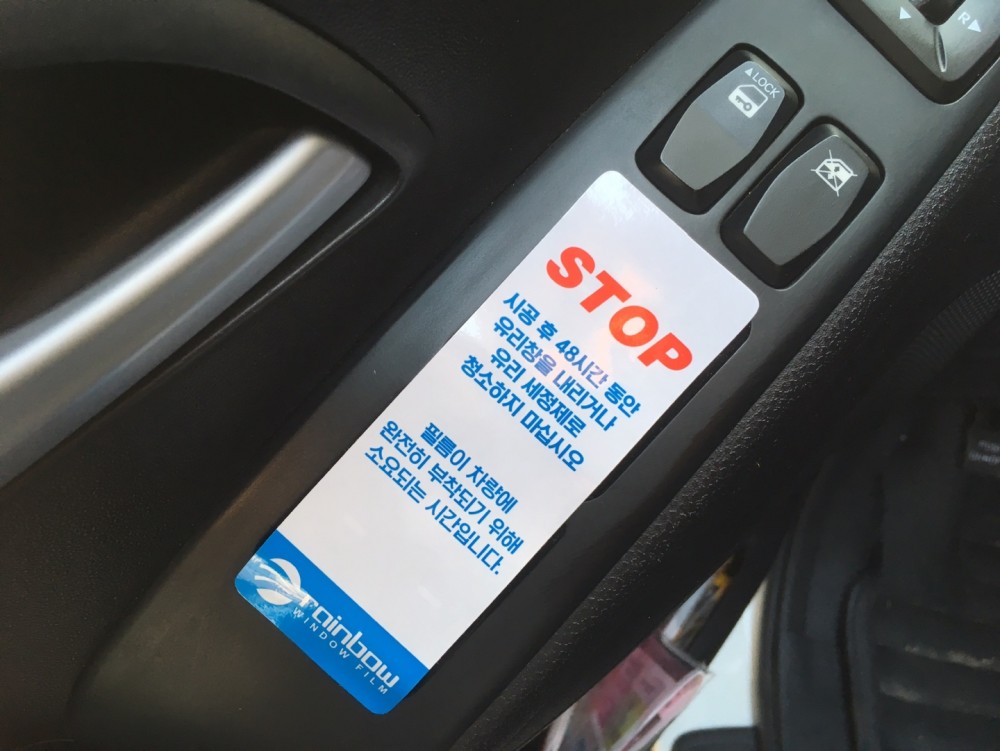 R
LOCK
STOP
시공 후 48시간 동안
유리창을 내리거나
유리 세정제로
청소하지 마십시오
필름이 차량에
완전히 부착되기 위해
소요되는 시간입니다.
rainbow
WINDOW FILM